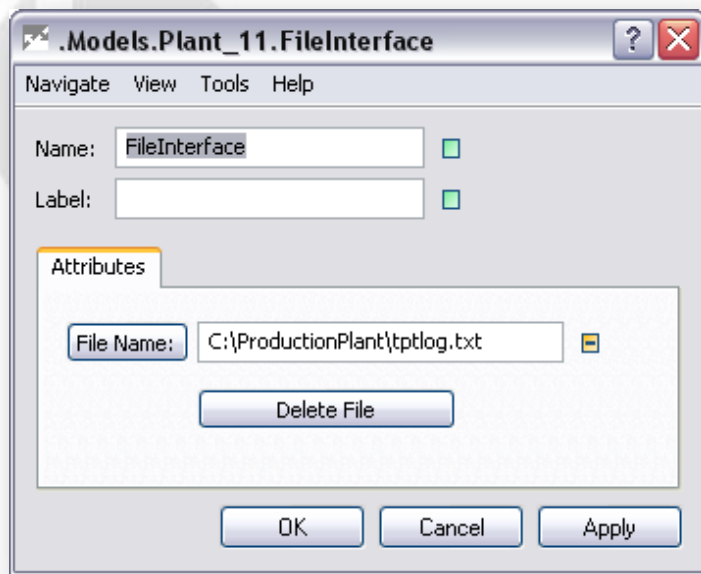 .Models.Plant_11.FileInterface ?
Navigate View Tools Help
Name: FileInterface
Label:
Attributes
File Name: C:\ProductionPlant\tptlog.txt
Delete File
OK Cancel Apply